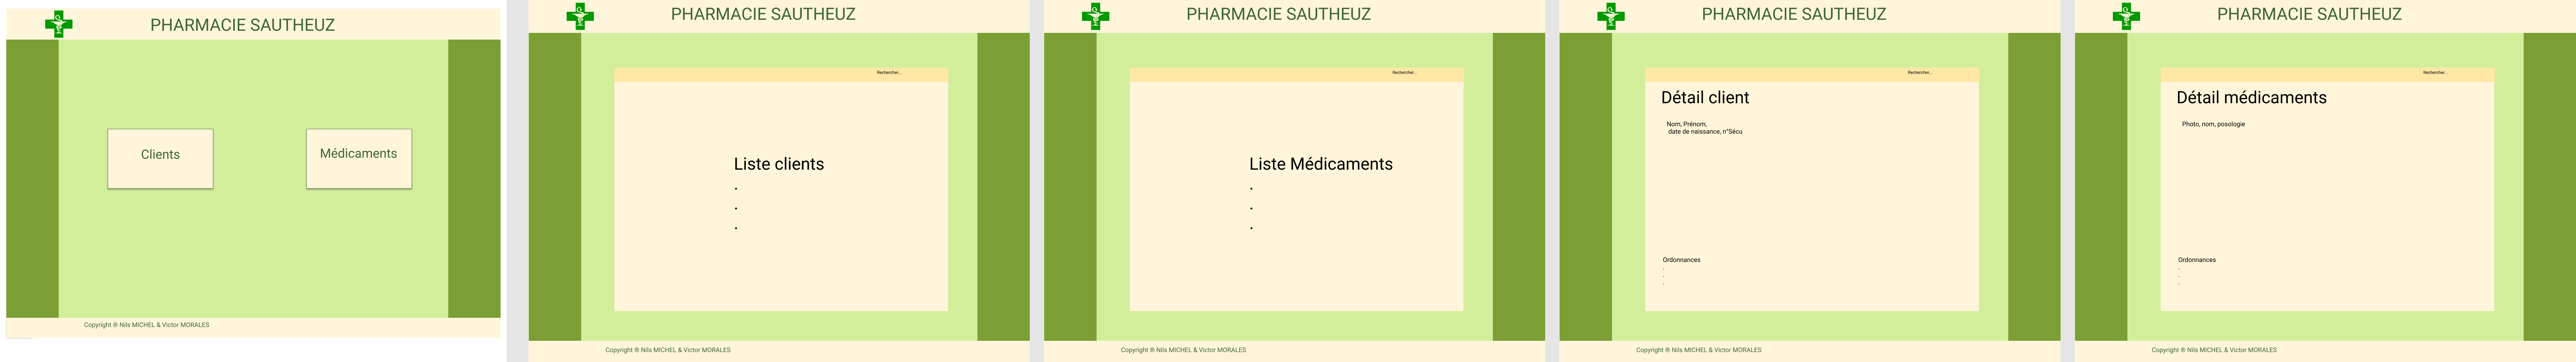 PHARMACIE SAUTHEUZ
Clients
Médicaments
Copyright ® Nils MICHEL & Victor MORALES
PHARMACIE SAUTHEUZ
Rechercher...
Liste clients
Copyright ® Nils MICHEL & Victor MORALES
PHARMACIE SAUTHEUZ
Rechercher...
Liste Médicaments
Copyright ® Nils MICHEL & Victor MORALES
PHARMACIE SAUTHEUZ
Rechercher...
Détail client
Nom, Prénom,
date de naissance, n°Sécu
Ordonnances
Copyright ® Nils MICHEL & Victor MORALES
PHARMACIE SAUTHEUZ
Rechercher...
Détail médicaments
Photo, nom, posologie
Ordonnances
Copyright ® Nils MICHEL & Victor MORALES